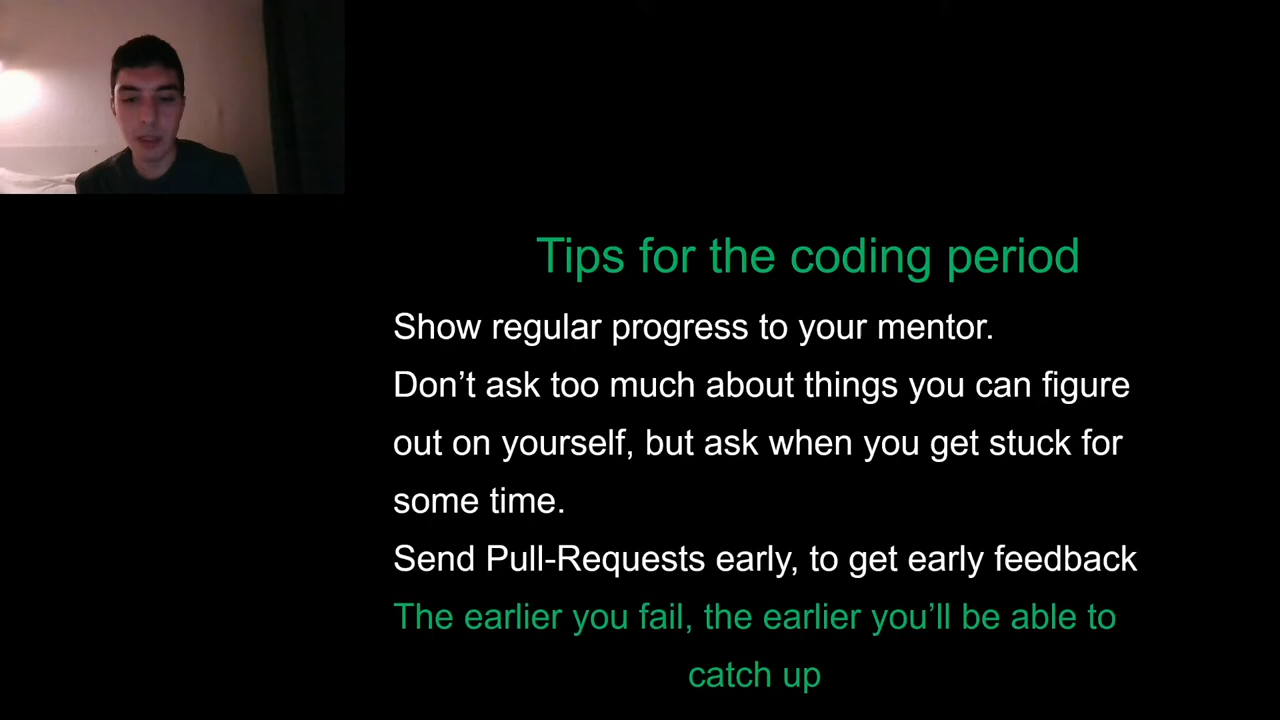 Tips for the coding period
Show regular progress to your mentor.
Don’t ask too much about things you can figure
out on yourself, but ask when you get stuck for
some time.
Send Pull-Requests early, to get early feedback
The earlier you fail, the earlier you’ll be able to
catch up